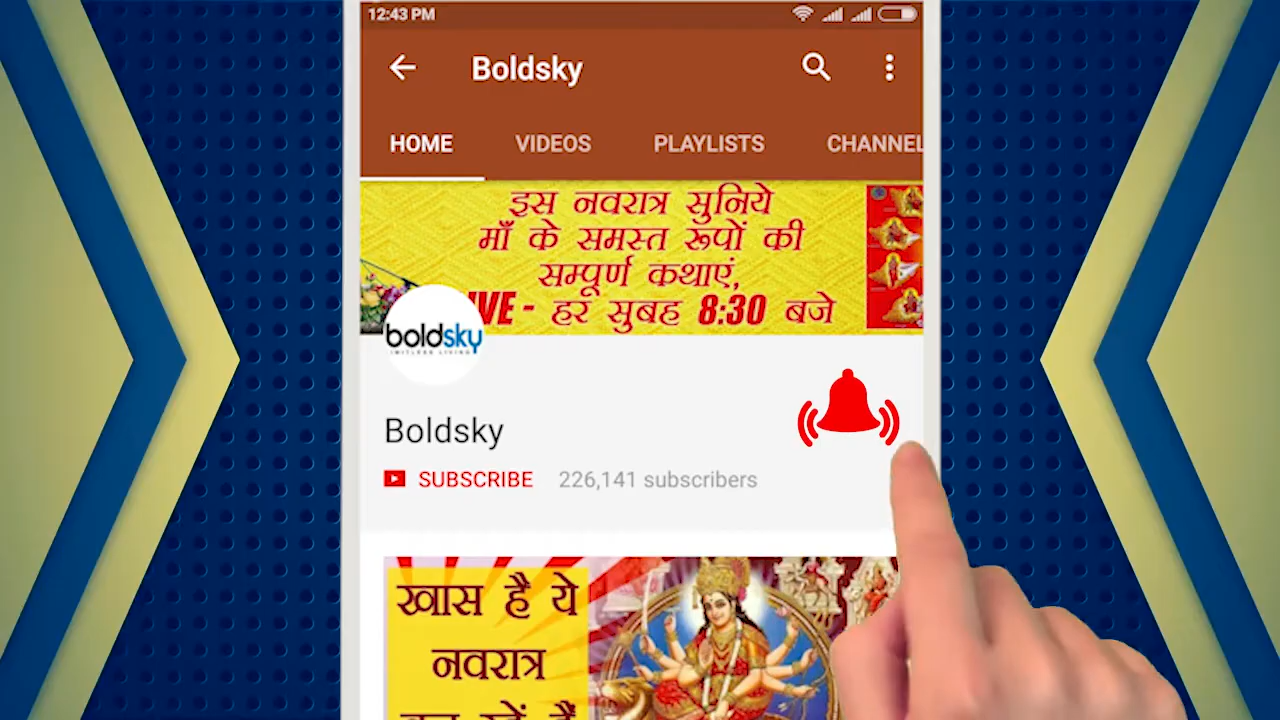 12:43 PM
Boldsky
HOME VIDEOS PLAYLISTS CHANNEL
इस नवरात्र सुनिये
माँ के समस्त रूपों की
सम्पूर्ण कथाएं,
IVE - हर सुबह 8:30 बजे
boldsky
Boldsky
SUBSCRIBE 226,141 subscribers
खास है ये
नवरात्र